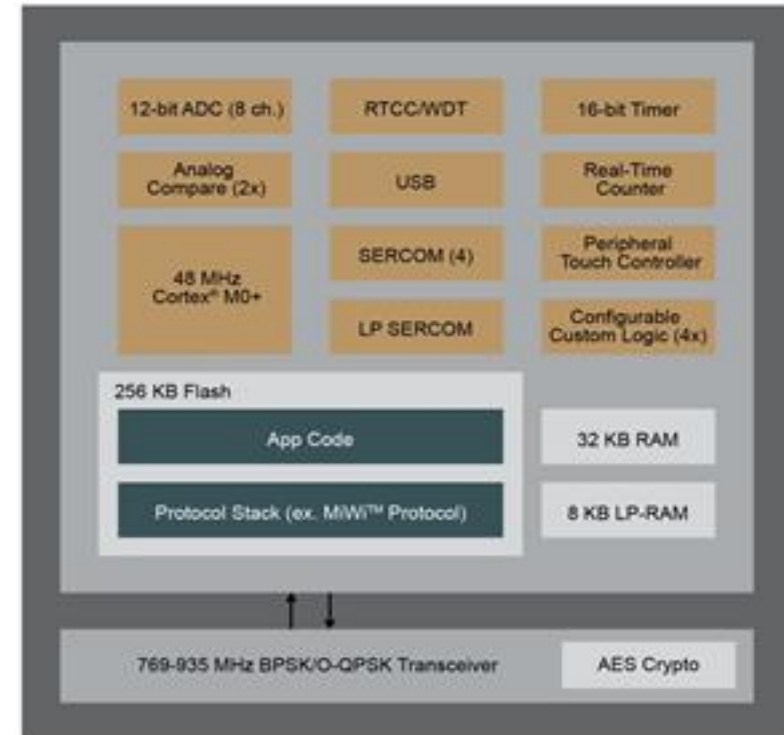 12-bit ADC (8 ch.)
RTCC/WDT
16-bit Timer
Analog
Compare (2x)
USB
Real-Time
Counter
48 MHz
Cortex® M0+
SERCOM (4)
Peripheral
Touch Controller
LP SERCOM
Configurable
Custom Logic (4x)
256 KB Flash
App Code
32 KB RAM
Protocol Stack (ex. MiWi™ Protocol)
8 KB LP-RAM
769-935 MHz BPSK/O-QPSK Transceiver
AES Crypto